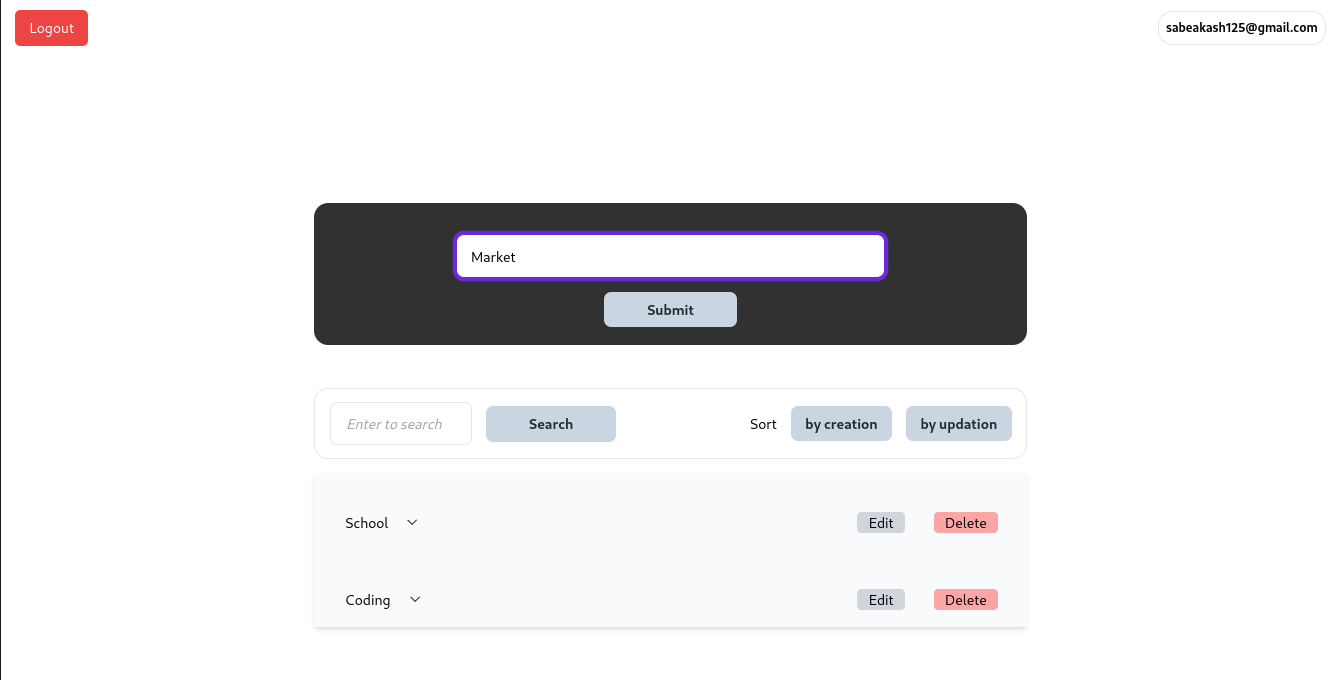 Logout
sabeakash125@gmail.com
Market
Submit
Enter to search
Search
Sort
by creation
by updation
School
Edit
Delete
Coding
Edit
Delete